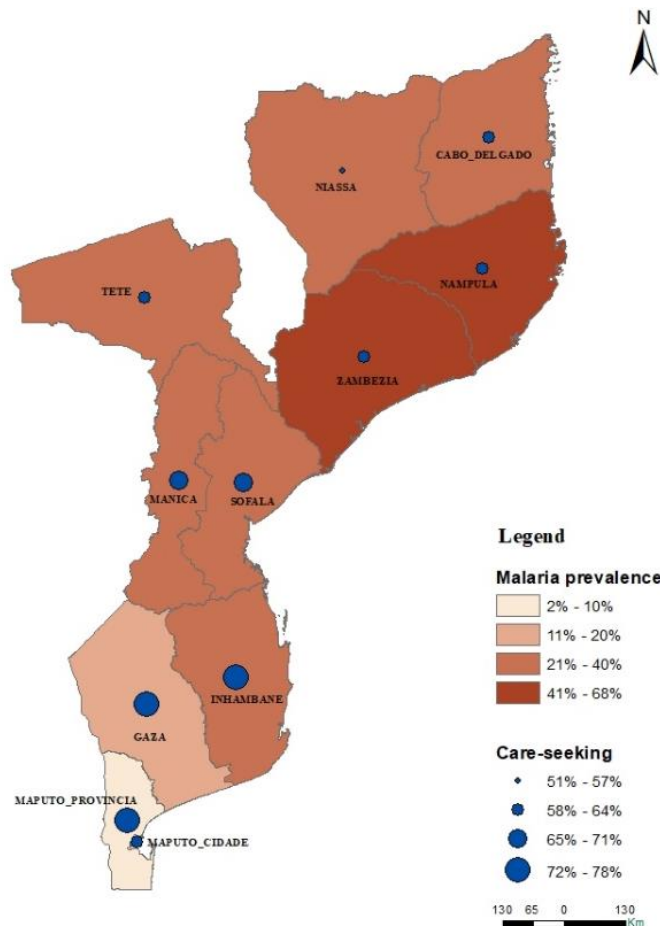 N
CABO_DELGADO
NIASSA
NAMPULA
TETE
ZAMBEZIA
MANICA
SOFALA
INHAMBANE
GAZA
MAPUTO_PROVINCIA
MAPUTO_CIDADE
Legend
Malaria prevalence
2% - 10%
11% - 20%
21% - 40%
41% - 68%
Care-seeking
51% - 57%
58% - 64%
65% - 71%
72% - 78%
130 65 0 130
Km